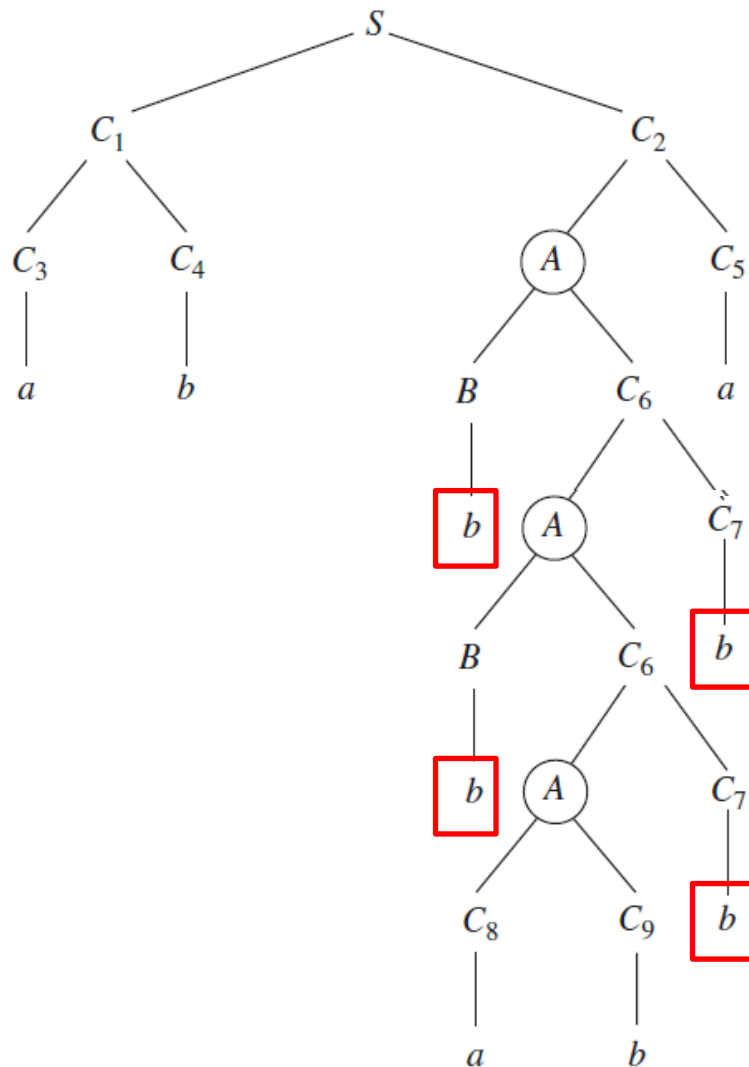 S
C₁ C₂
C₃ C₄ A C₅
a b B C₆ a
b A C₇
B C₆ b
b A C₇
C₈ C₉ b
a b